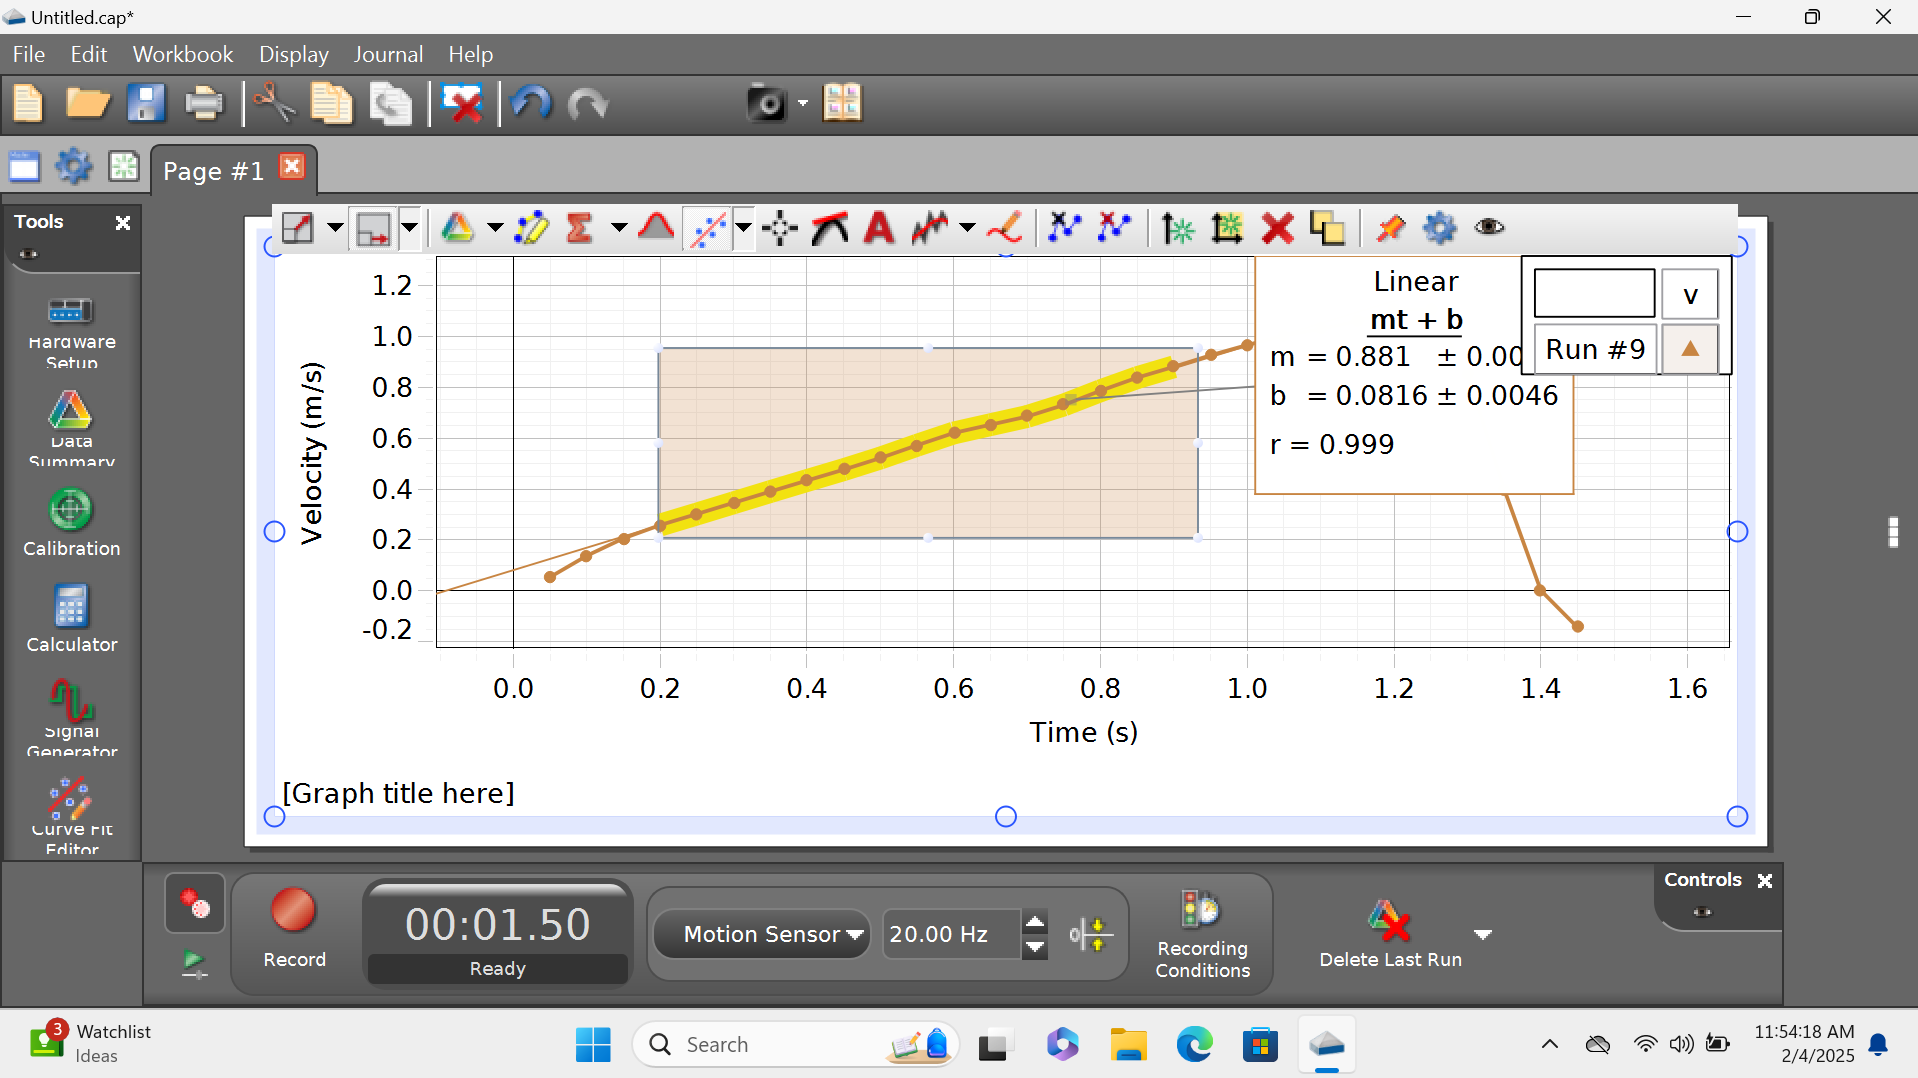 Untitled.cap*
File Edit Workbook Display Journal Help
Page #1
Tools
Hardware
Setup
Data
Summary
Calibration
Calculator
Signal
Generator
Curve Fit
Editor
Velocity (m/s)
1.2
1.0
0.8
0.6
0.4
0.2
0.0
-0.2
0.0 0.2 0.4 0.6 0.8 1.0 1.2 1.4 1.6
Time (s)
Linear
mt + b
m = 0.881 ± 0.00
b = 0.0816 ± 0.0046
r = 0.999
v
Run #9
[Graph title here]
Record
00:01.50
Ready
Motion Sensor
20.00 Hz
Recording
Conditions
Delete Last Run
Controls
3
Watchlist
Ideas
Search
11:54:18 AM
2/4/2025